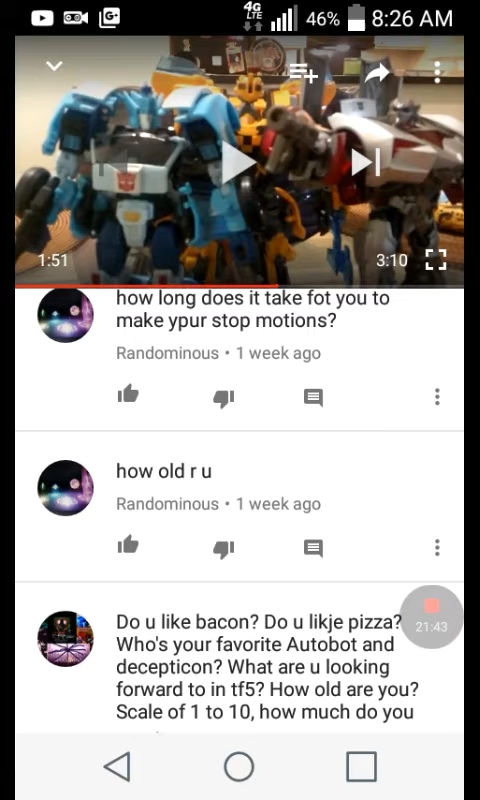 4G LTE 46% 8:26 AM
1:51 3:10
how long does it take fot you to
make ypur stop motions?
Randominous • 1 week ago
how old r u
Randominous • 1 week ago
Do u like bacon? Do u likje pizza?
Who's your favorite Autobot and
decepticon? What are u looking
forward to in tf5? How old are you?
Scale of 1 to 10, how much do you
21:43